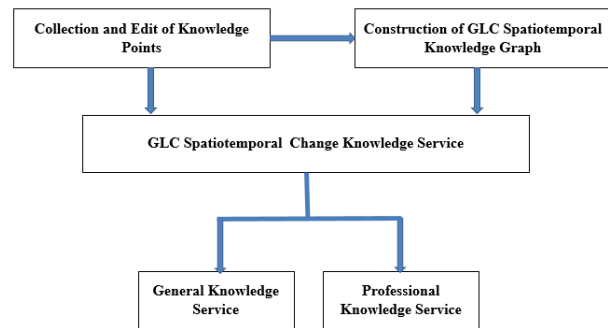 Collection and Edit of Knowledge
Points
Construction of GLC Spatiotemporal
Knowledge Graph
GLC Spatiotemporal Change Knowledge Service
General Knowledge
Service
Professional
Knowledge Service